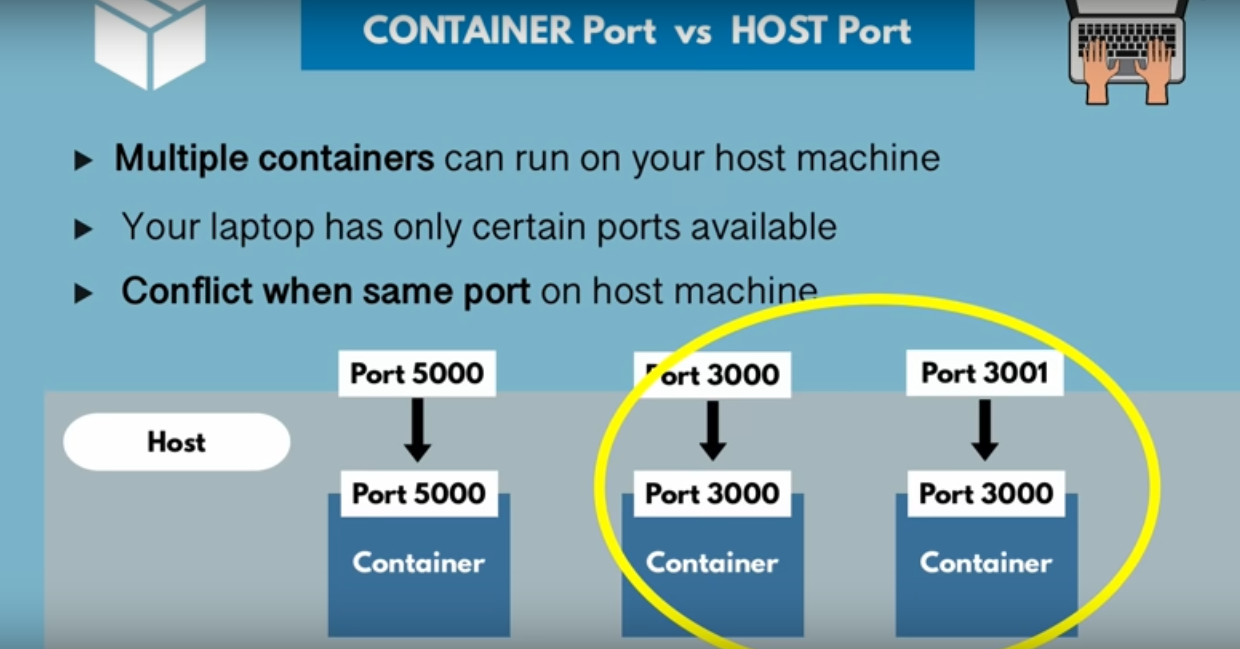 CONTAINER Port vs HOST Port
Multiple containers can run on your host machine
Your laptop has only certain ports available
Conflict when same port on host machine
Port 5000 Port 3000 Port 3001
Host
Port 5000 Port 3000 Port 3000
Container Container Container